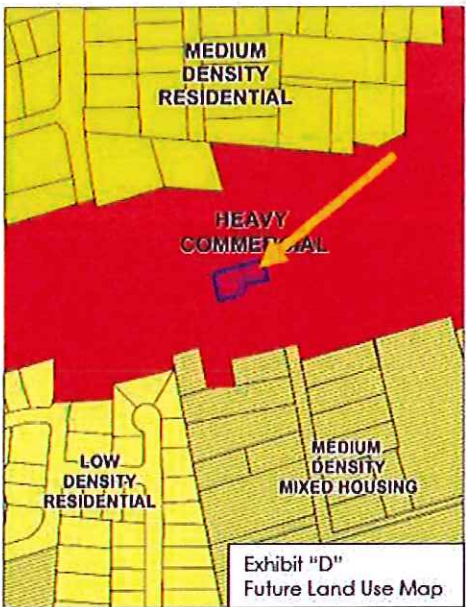 MEDIUM
DENSITY
RESIDENTIAL
HEAVY
COMMERCIAL
LOW
DENSITY
RESIDENTIAL
MEDIUM
DENSITY
MIXED HOUSING
Exhibit "D"
Future Land Use Map